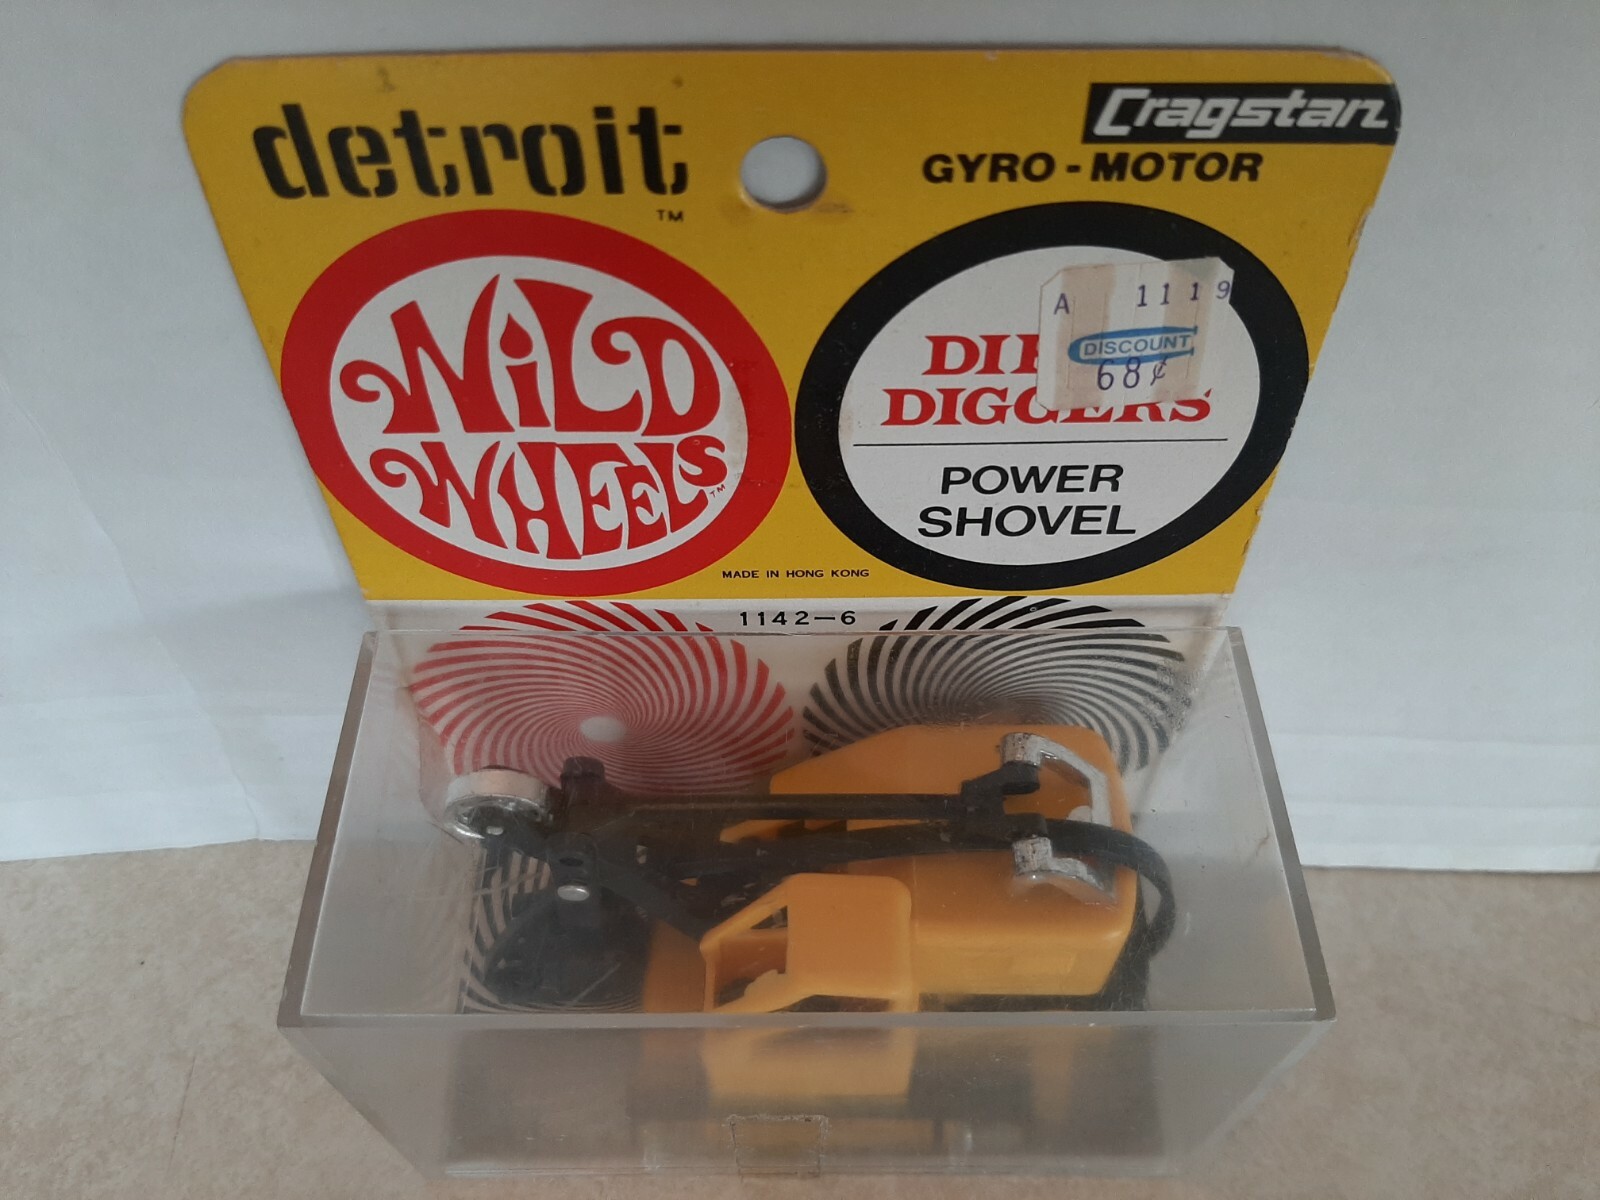 detroit
TM
Cragstan
GYRO-MOTOR
WiLD
WHEELS
TM
A 1119
DISCOUNT
68¢
DIGGERS
POWER
SHOVEL
MADE IN HONG KONG
1142-6